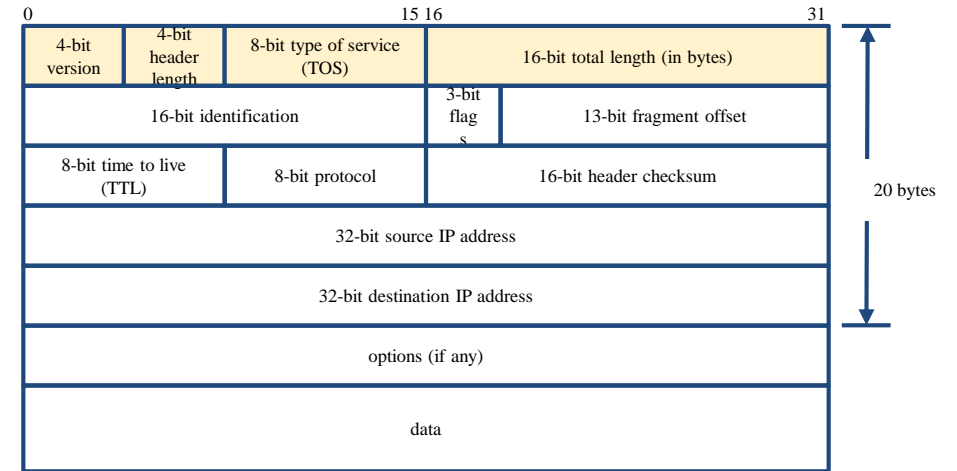 0 15 16 31
4-bit
version
4-bit
header
length
8-bit type of service
(TOS)
16-bit total length (in bytes)
16-bit identification
3-bit
flag
s
13-bit fragment offset
8-bit time to live
(TTL)
8-bit protocol
16-bit header checksum
20 bytes
32-bit source IP address
32-bit destination IP address
options (if any)
data